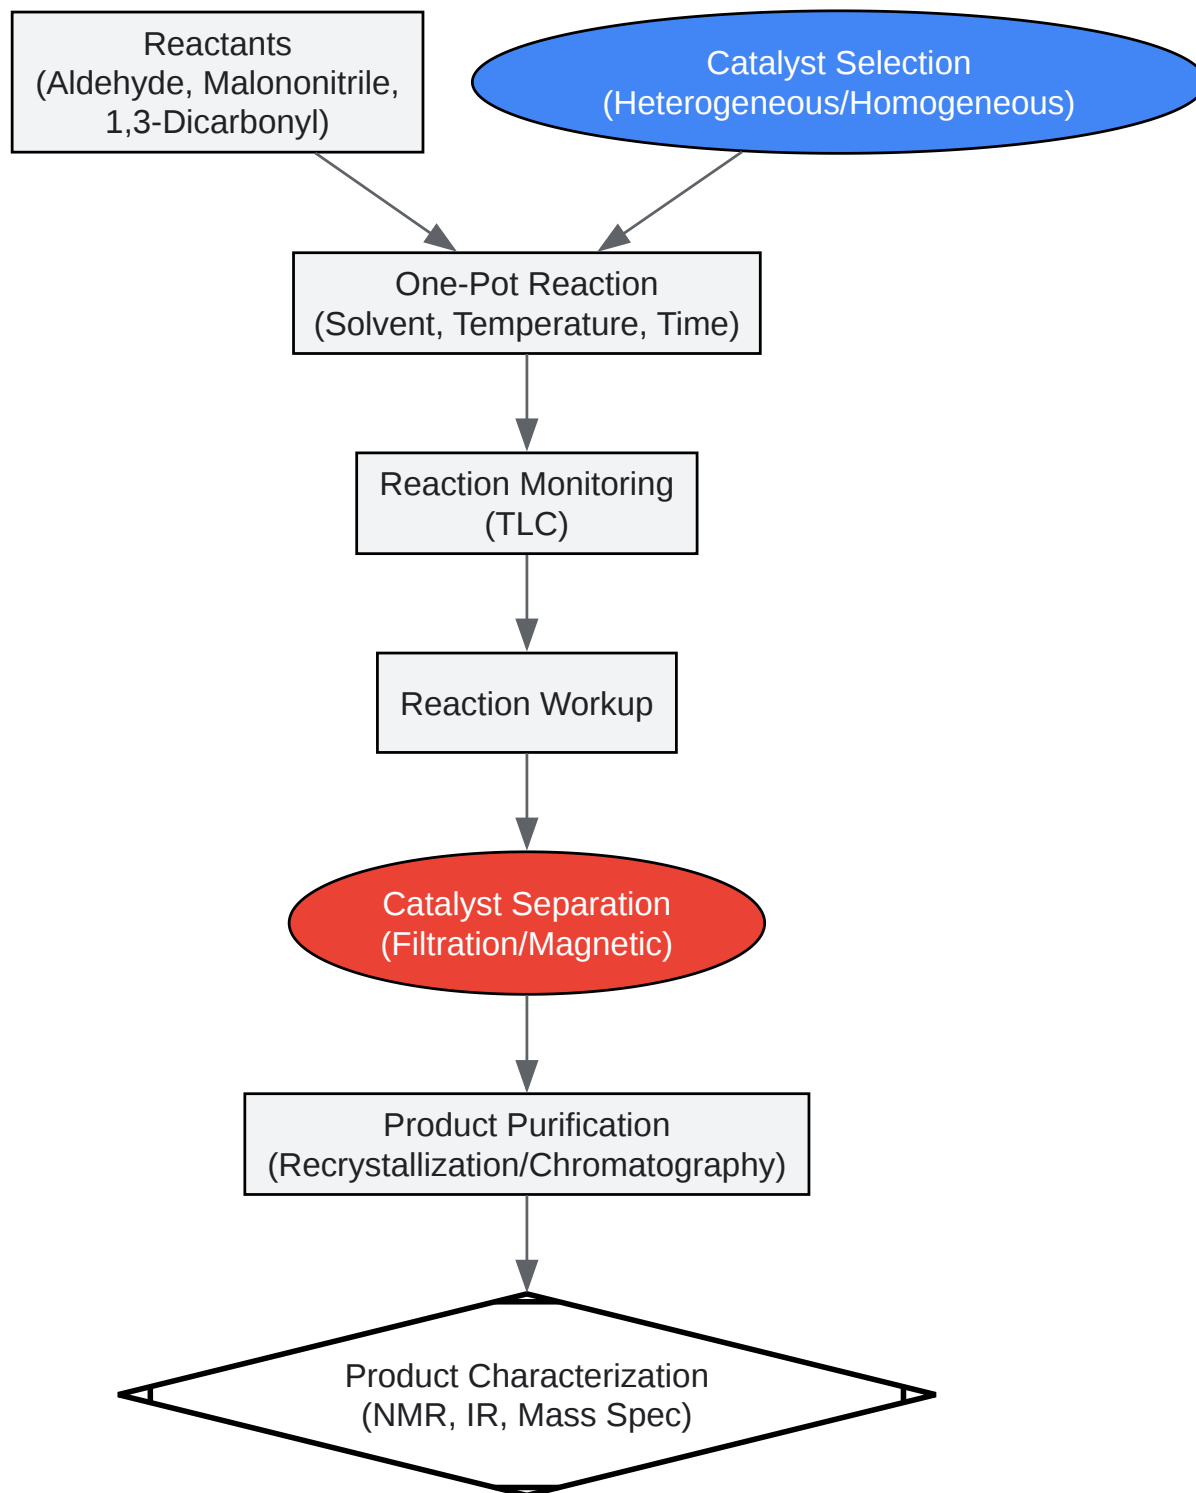 Reactants
(Aldehyde, Malononitrile,
1,3-Dicarbonyl)
Catalyst Selection
(Heterogeneous/Homogeneous)
One-Pot Reaction
(Solvent, Temperature, Time)
Reaction Monitoring
(TLC)
Reaction Workup
Catalyst Separation
(Filtration/Magnetic)
Product Purification
(Recrystallization/Chromatography)
Product Characterization
(NMR, IR, Mass Spec)